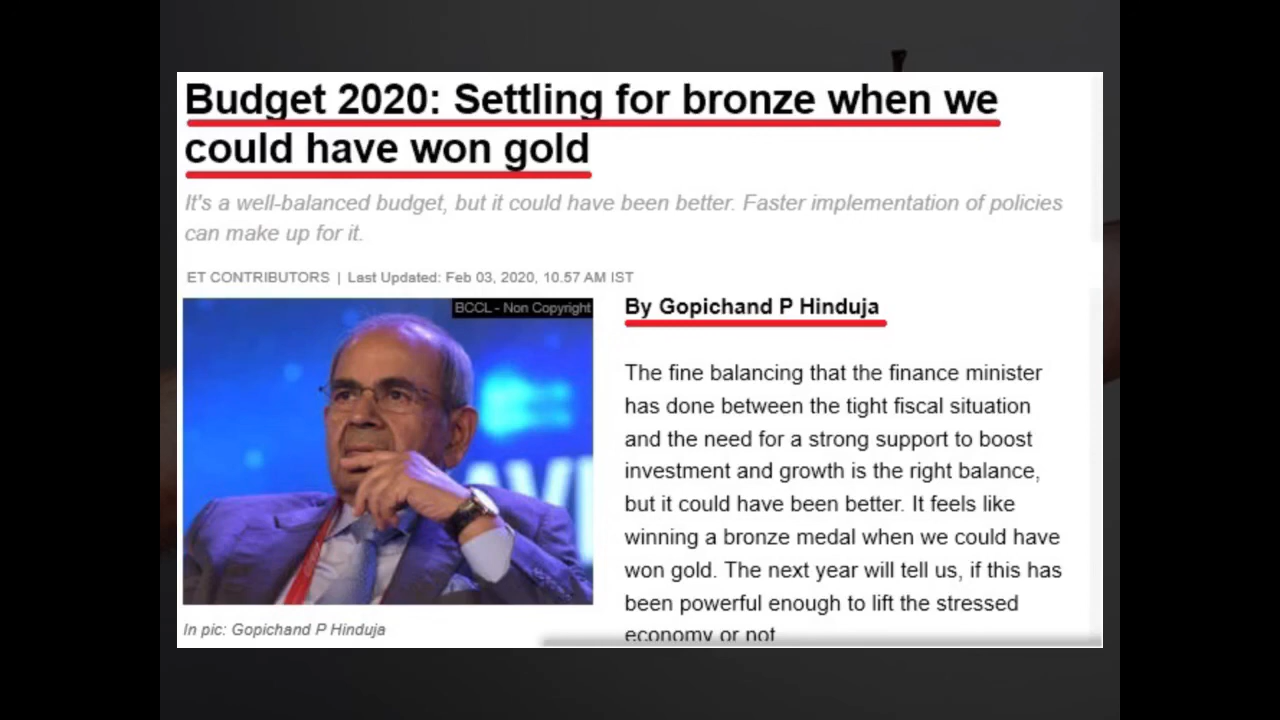 Budget 2020: Settling for bronze when we
could have won gold
It's a well-balanced budget, but it could have been better. Faster implementation of policies
can make up for it.
ET CONTRIBUTORS | Last Updated: Feb 03, 2020, 10.57 AM IST
BCCL - Non Copyright
In pic: Gopichand P Hinduja
By Gopichand P Hinduja
The fine balancing that the finance minister
has done between the tight fiscal situation
and the need for a strong support to boost
investment and growth is the right balance,
but it could have been better. It feels like
winning a bronze medal when we could have
won gold. The next year will tell us, if this has
been powerful enough to lift the stressed
economy or not